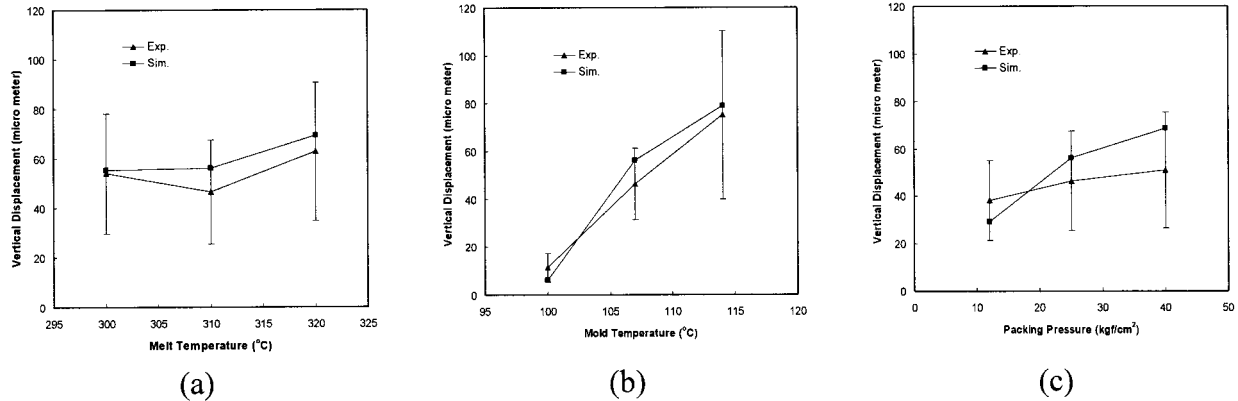 120
100
80
60
40
20
0
Vertical Displacement (micro meter)
Exp.
Sim.
295 300 305 310 315 320 325
Melt Temperature (°C)
(a)
120
100
80
60
40
20
0
Vertical Displacement (micro meter)
Exp.
Sim.
95 100 105 110 115 120
Mold Temperature (°C)
(b)
120
100
80
60
40
20
0
Vertical Displacement (micro meter)
Exp.
Sim.
0 10 20 30 40 50
Packing Pressure (kgf/cm²)
(c)